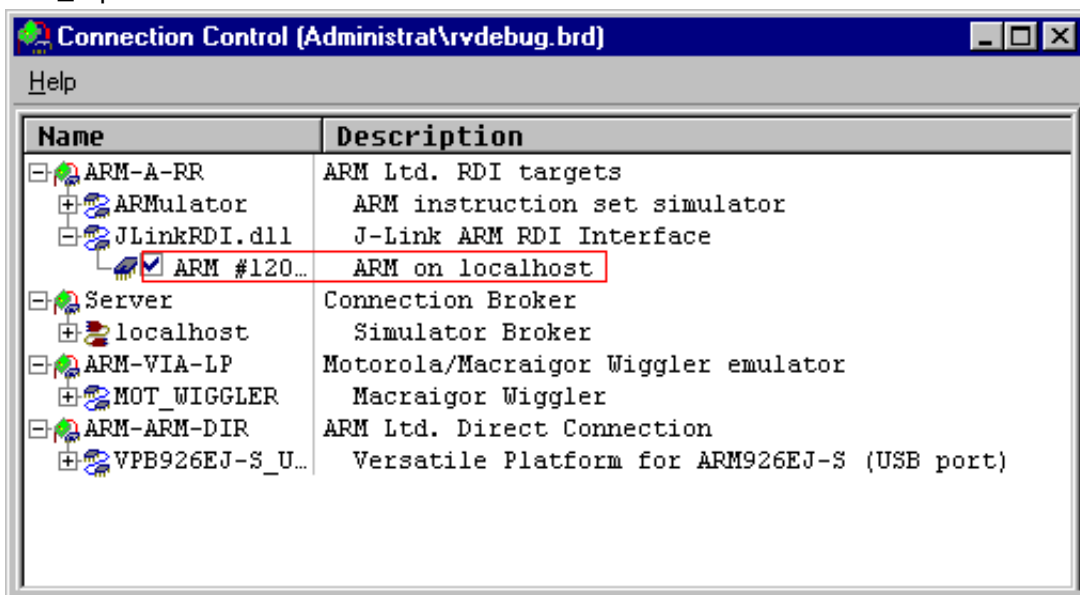 Connection Control (Administrat\rvdebug.brd)
Help
Name Description
ARM-A-RR ARM Ltd. RDI targets
ARMulator ARM instruction set simulator
JLinkRDI.dll J-Link ARM RDI Interface
ARM #120… ARM on localhost
Server Connection Broker
localhost Simulator Broker
ARM-VIA-LP Motorola/Macraigor Wiggler emulator
MOT_WIGGLER Macraigor Wiggler
ARM-ARM-DIR ARM Ltd. Direct Connection
VPB926EJ-S_U… Versatile Platform for ARM926EJ-S (USB port)